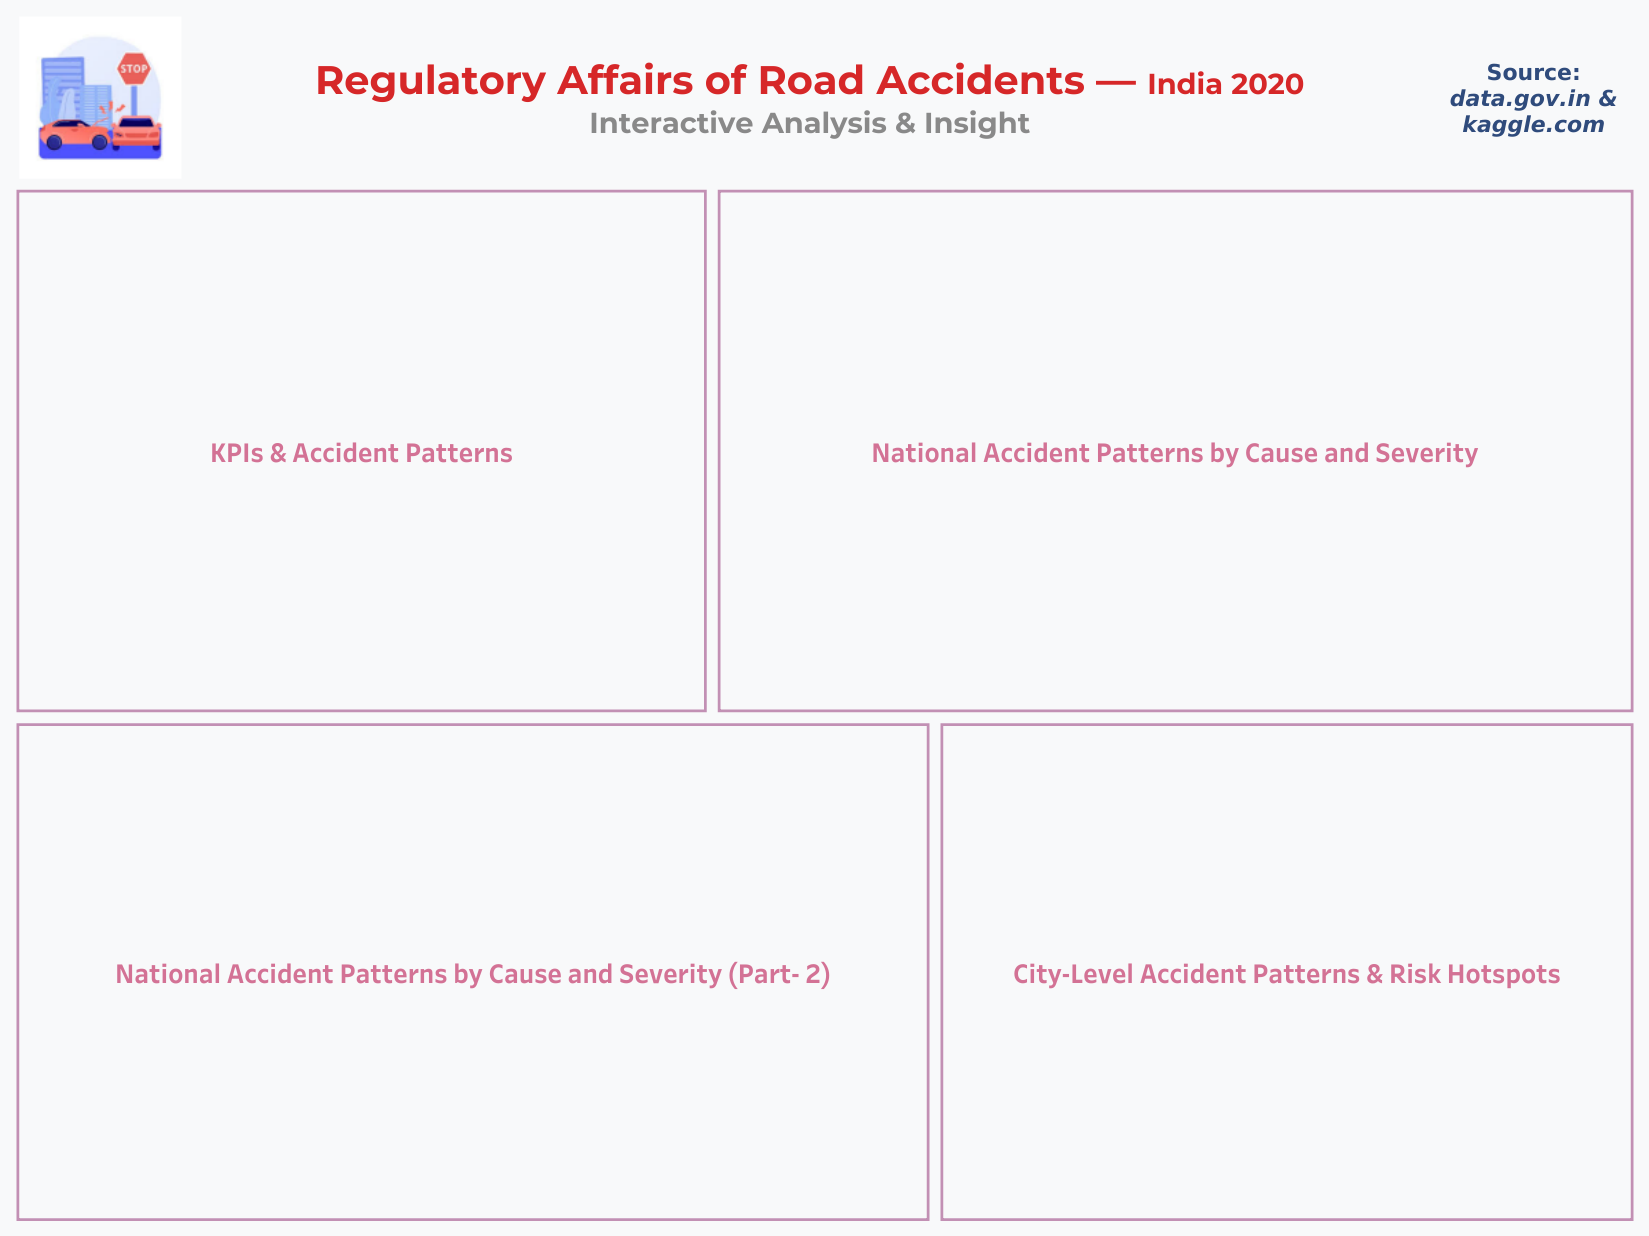 STOP
Regulatory Affairs of Road Accidents — India 2020
Interactive Analysis & Insight
Source:
data.gov.in &
kaggle.com
KPIs & Accident Patterns
National Accident Patterns by Cause and Severity
National Accident Patterns by Cause and Severity (Part- 2)
City-Level Accident Patterns & Risk Hotspots